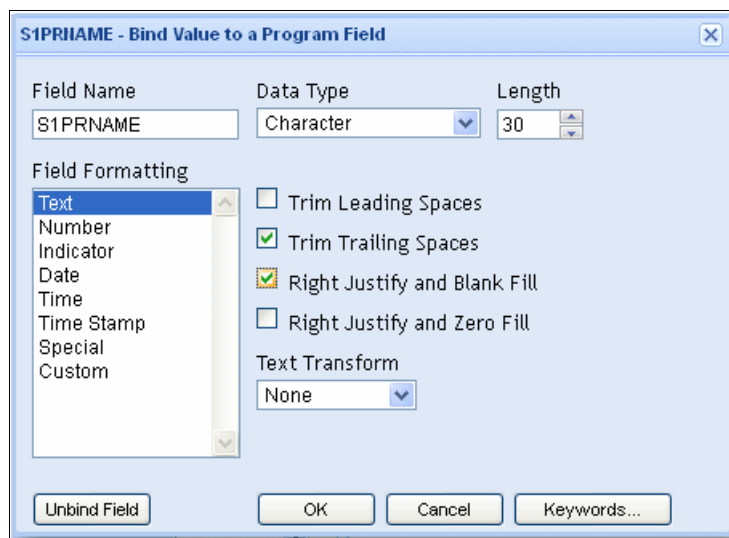 S1PRNAME - Bind Value to a Program Field
Field Name Data Type Length
S1PRNAME Character 30
Field Formatting
Text
Number
Indicator
Date
Time
Time Stamp
Special
Custom
Trim Leading Spaces
Trim Trailing Spaces
Right Justify and Blank Fill
Right Justify and Zero Fill
Text Transform
None
Unbind Field OK Cancel Keywords...